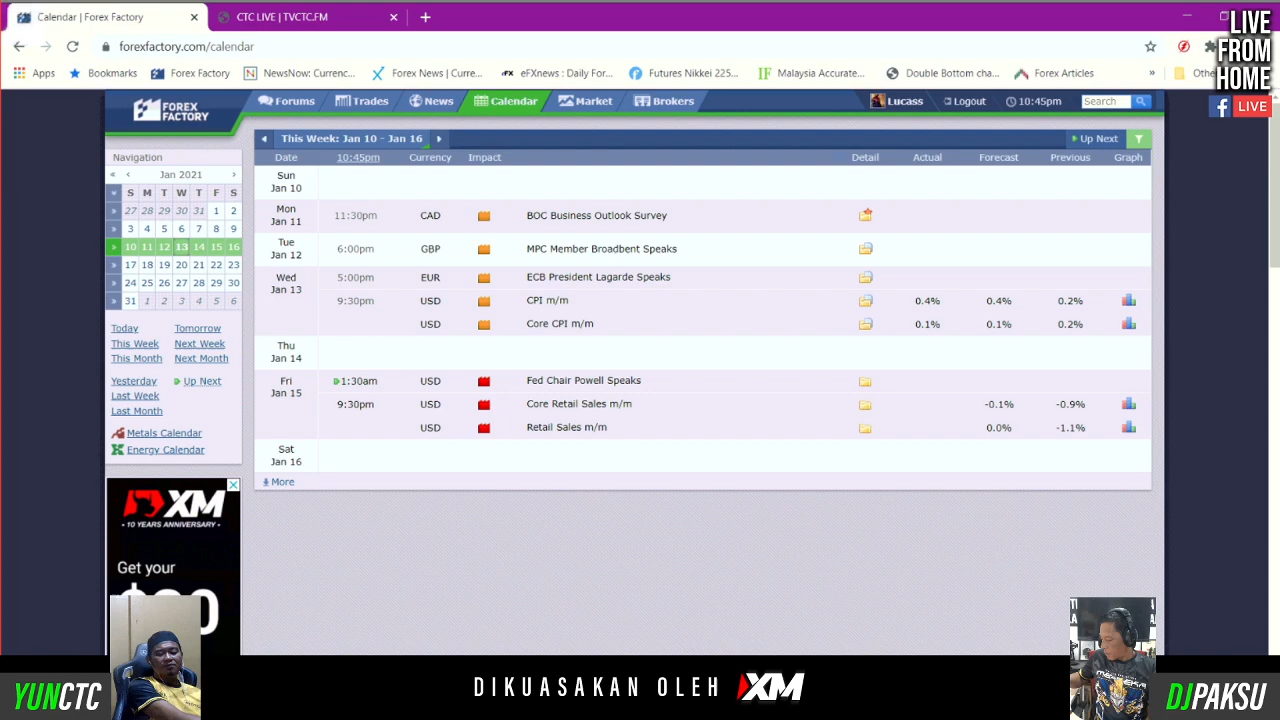 Calendar | Forex Factory
CTC LIVE | TVCTC.FM
LIVE
FROM
HOME
LIVE
forexfactory.com/calendar
Apps
Bookmarks
Forex Factory
NewsNow: Currenc...
Forex News | Curre...
eFXnews : Daily For...
Futures Nikkei 225...
Malaysia Accurate...
Double Bottom cha...
Forex Articles
»
FOREX
FACTORY
Forums
Trades
News
Calendar
Market
Brokers
Lucass
Logout
10:45pm
Search
This Week: Jan 10 - Jan 16
Up Next
Date 10:45pm Currency Impact Detail Actual Forecast Previous Graph
Sun
Jan 10
Mon
Jan 11
11:30pm CAD BOC Business Outlook Survey
Tue
Jan 12
6:00pm GBP MPC Member Broadbent Speaks
Wed
Jan 13
5:00pm EUR ECB President Lagarde Speaks
9:30pm USD CPI m/m 0.4% 0.4% 0.2%
USD Core CPI m/m 0.1% 0.1% 0.2%
Thu
Jan 14
Fri
Jan 15
1:30am USD Fed Chair Powell Speaks
9:30pm USD Core Retail Sales m/m -0.1% -0.9%
USD Retail Sales m/m 0.0% -1.1%
Sat
Jan 16
More
Navigation
« ‹ Jan 2021 ›
S M T W T F S
» 27 28 29 30 31 1 2
» 3 4 5 6 7 8 9
» 10 11 12 13 14 15 16
» 17 18 19 20 21 22 23
» 24 25 26 27 28 29 30
» 31 1 2 3 4 5 6
Today Tomorrow
This Week Next Week
This Month Next Month
Yesterday Up Next
Last Week
Last Month
Metals Calendar
Energy Calendar
XM
10 YEARS ANNIVERSARY
Get your
YUNCTC
DIKUASAKAN OLEH XM
DJPAKSU